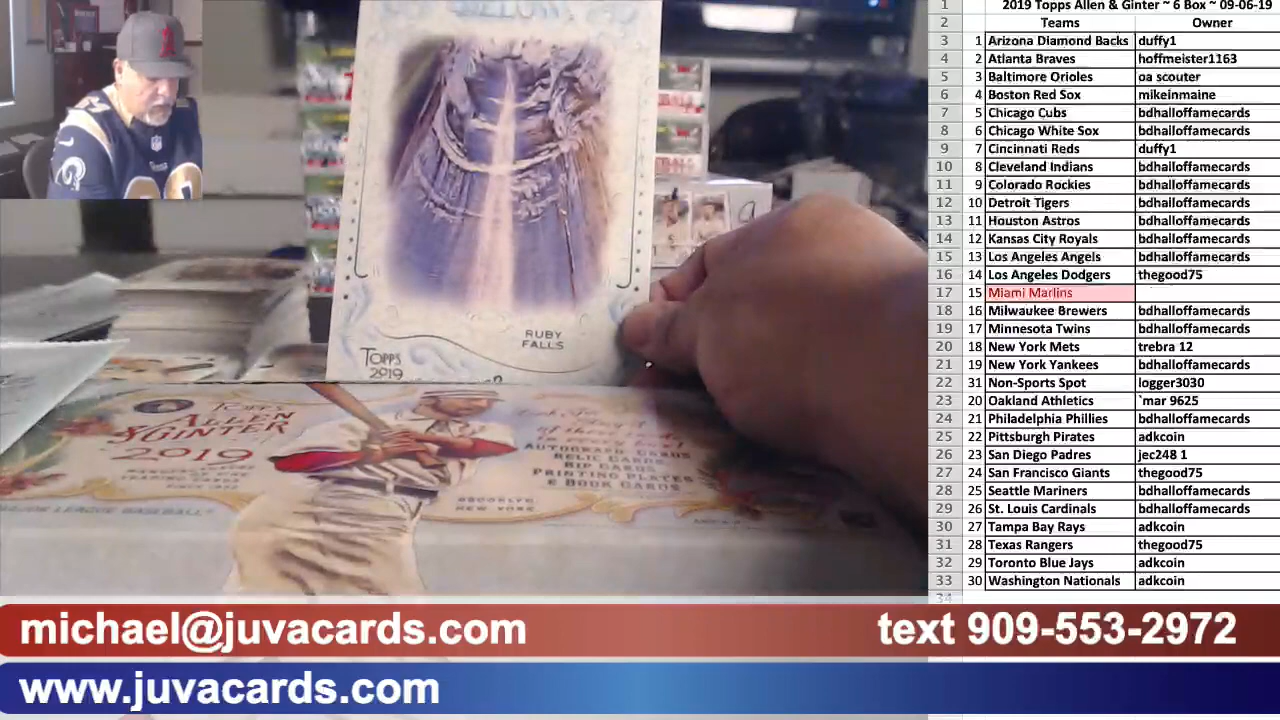 1 2019 Topps Allen & Ginter ~ 6 Box ~ 09-06-19
2 Teams Owner
3 1 Arizona Diamond Backs duffy1
4 2 Atlanta Braves hoffmeister1163
5 3 Baltimore Orioles oa scouter
6 4 Boston Red Sox mikeinmaine
7 5 Chicago Cubs bdhalloffamecards
8 6 Chicago White Sox bdhalloffamecards
9 7 Cincinnati Reds duffy1
10 8 Cleveland Indians bdhalloffamecards
11 9 Colorado Rockies bdhalloffamecards
12 10 Detroit Tigers bdhalloffamecards
13 11 Houston Astros bdhalloffamecards
14 12 Kansas City Royals bdhalloffamecards
15 13 Los Angeles Angels bdhalloffamecards
16 14 Los Angeles Dodgers thegood75
17 15 Miami Marlins
18 16 Milwaukee Brewers bdhalloffamecards
19 17 Minnesota Twins bdhalloffamecards
20 18 New York Mets trebra 12
21 19 New York Yankees bdhalloffamecards
22 31 Non-Sports Spot logger3030
23 20 Oakland Athletics `mar 9625
24 21 Philadelphia Phillies bdhalloffamecards
25 22 Pittsburgh Pirates adkcoin
26 23 San Diego Padres jec248 1
27 24 San Francisco Giants thegood75
28 25 Seattle Mariners bdhalloffamecards
29 26 St. Louis Cardinals bdhalloffamecards
30 27 Tampa Bay Rays adkcoin
31 28 Texas Rangers thegood75
32 29 Toronto Blue Jays adkcoin
33 30 Washington Nationals adkcoin
34
RUBY
FALLS
TOPPS
2019
TOPPS
ALLEN
& GINTER
2019
AUTOGRAPH CARDS
RELIC CARDS
RIP CARDS
PRINTING PLATES
& BOOK CARDS
BROOKLYN
NEW YORK
michael@juvacards.com
text 909-553-2972
www.juvacards.com